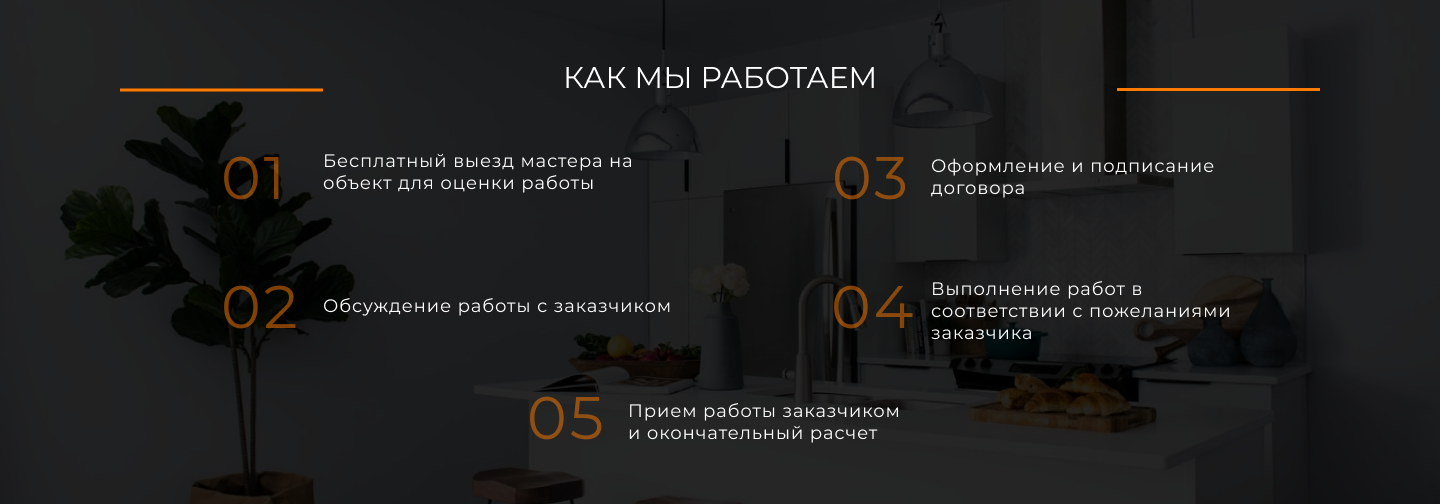 КАК МЫ РАБОТАЕМ
01
Бесплатный выезд мастера на
объект для оценки работы
02
Обсуждение работы с заказчиком
03
Оформление и подписание
договора
04
Выполнение работ в
соответствии с пожеланиями
заказчика
05
Прием работы заказчиком
и окончательный расчет